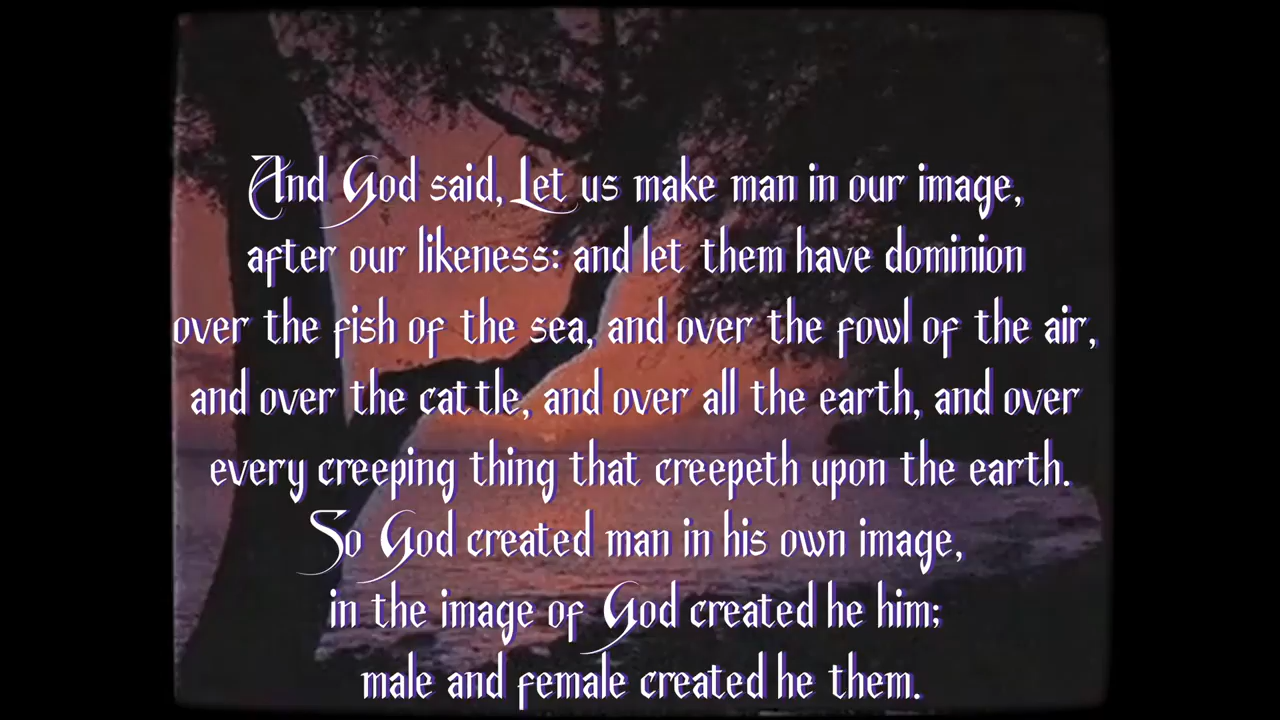 And God said, Let us make man in our image,
after our likeness: and let them have dominion
over the fish of the sea, and over the fowl of the air,
and over the cattle, and over all the earth, and over
every creeping thing that creepeth upon the earth.
So God created man in his own image,
in the image of God created he him;
male and female created he them.